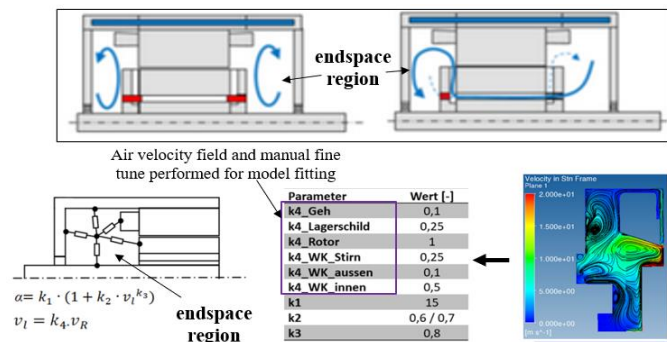 endspace
region
Air velocity field and manual fine
tune performed for model fitting
Parameter Wert [-]
k4_Geh 0,1
k4_Lagerschild 0,25
k4_Rotor 1
k4_WK_Stirn 0,25
k4_WK_aussen 0,1
k4_WK_innen 0,5
k1 15
k2 0,6 / 0,7
k3 0,8
α= k₁ · (1 + k₂ · vₗᵏ³)
vₗ = k₄.vR
endspace
region
Velocity in Stn Frame
Plane 1
2.000e+01
1.500e+01
1.000e+01
5.000e+00
0.000e+00
[m s^-1]